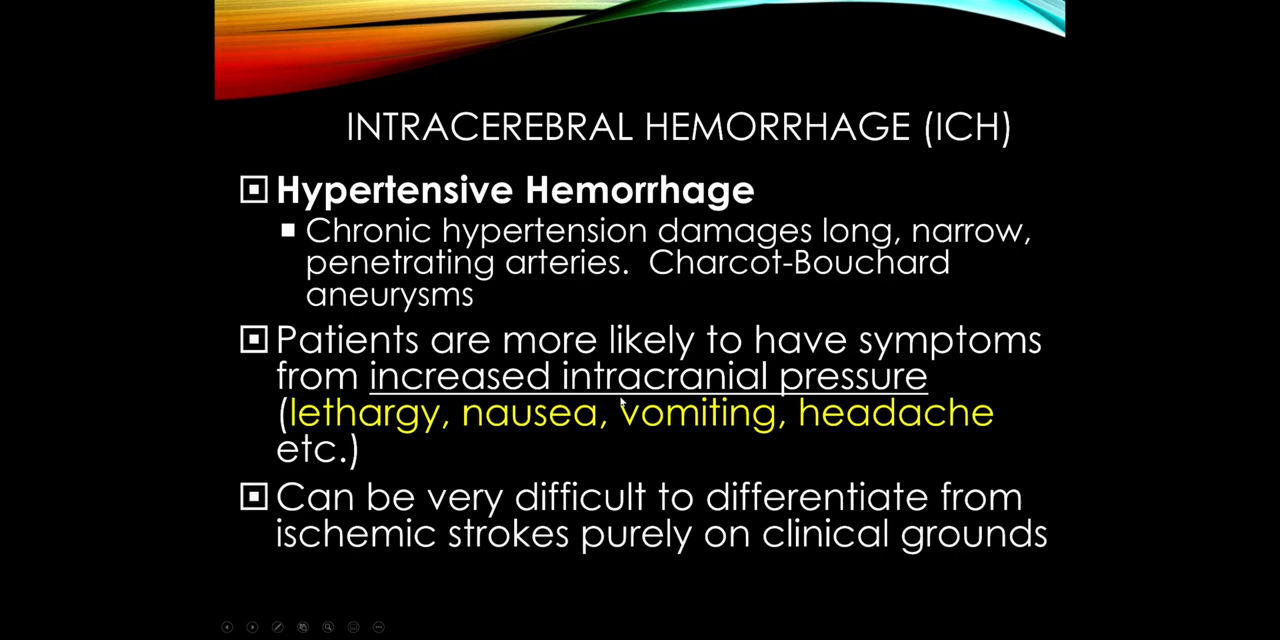 INTRACEREBRAL HEMORRHAGE (ICH)
Hypertensive Hemorrhage
Chronic hypertension damages long, narrow,
penetrating arteries.  Charcot-Bouchard
aneurysms
Patients are more likely to have symptoms
from increased intracranial pressure
(lethargy, nausea, vomiting, headache
etc.)
Can be very difficult to differentiate from
ischemic strokes purely on clinical grounds